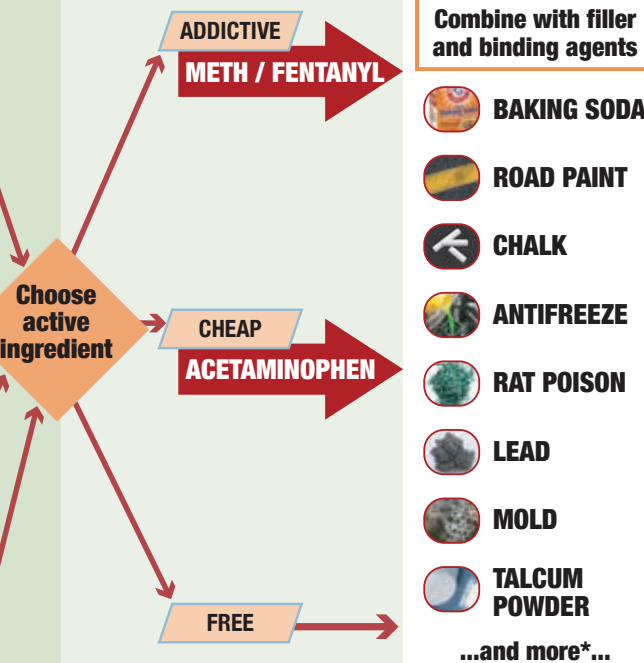 ADDICTIVE
METH / FENTANYL
Choose
active
ingredient
CHEAP
ACETAMINOPHEN
FREE
Combine with filler
and binding agents
BAKING SODA
ROAD PAINT
CHALK
ANTIFREEZE
RAT POISON
LEAD
MOLD
TALCUM
POWDER
...and more*...